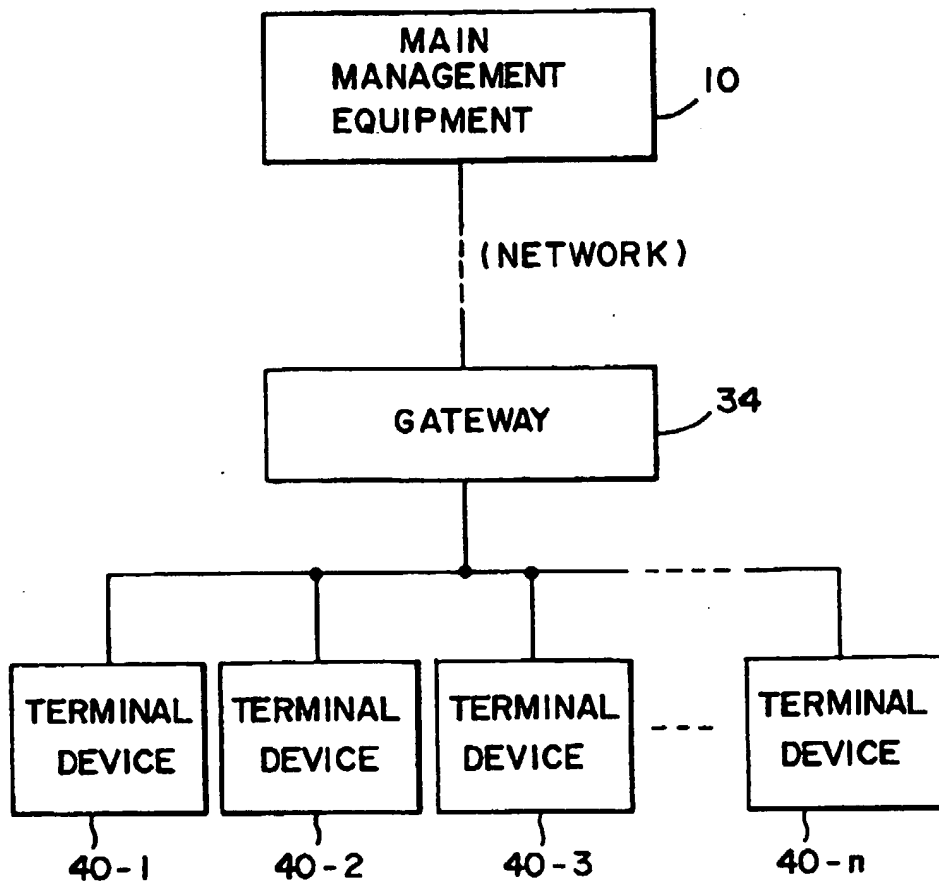 MAIN
MANAGEMENT
EQUIPMENT
10
(NETWORK)
GATEWAY
34
TERMINAL
DEVICE
TERMINAL
DEVICE
TERMINAL
DEVICE
TERMINAL
DEVICE
40-1
40-2
40-3
40-n